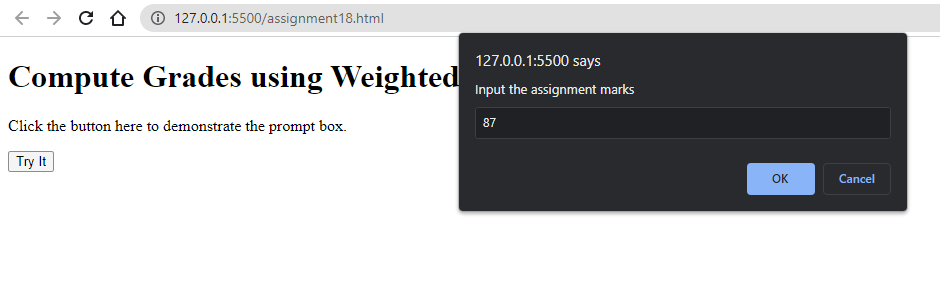 127.0.0.1:5500/assignment18.html
Compute Grades using Weighted
Click the button here to demonstrate the prompt box.
Try It
127.0.0.1:5500 says
Input the assignment marks
87
OK Cancel